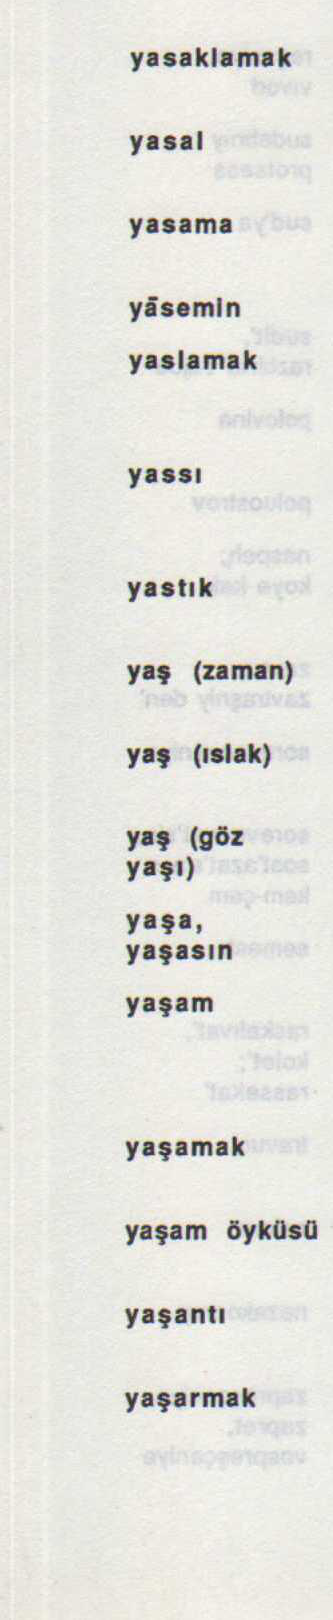 yasaklamak
yasal
yasama
yāsemin
yaslamak
yassı
yastık
yaş (zaman)
yaş (ıslak)
yaş (göz
yaşı)
yaşa,
yaşasın
yaşam
yaşamak
yaşam öyküsü
yaşantı
yaşarmak